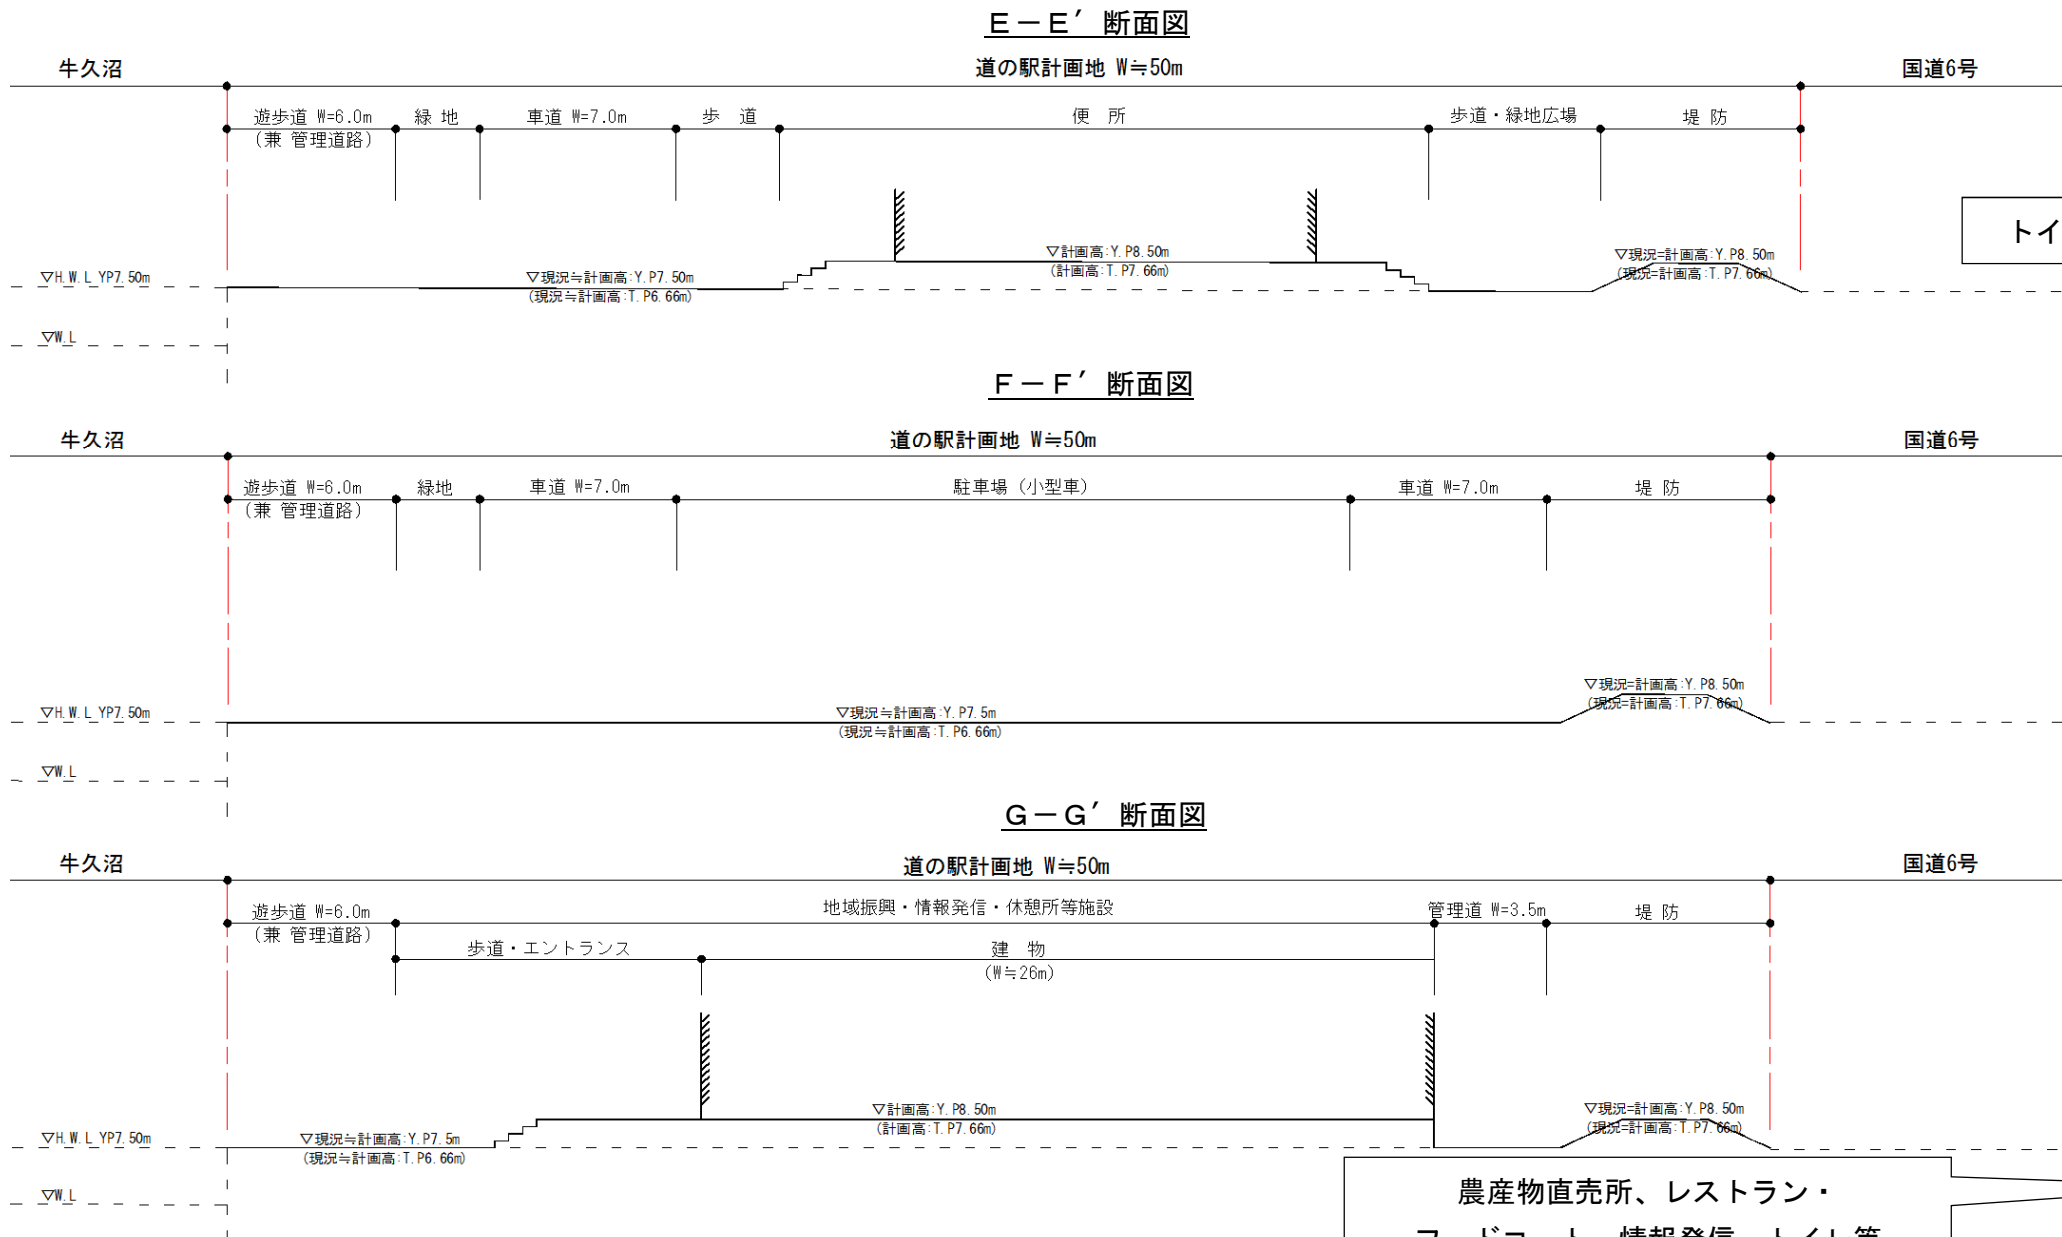 E－E′ 断面図
牛久沼
道の駅計画地 W≒50m
国道6号
遊歩道 W=6.0m
（兼 管理道路）
緑 地
車道 W=7.0m
歩 道
便 所
歩道・緑地広場
堤 防
トイ
▽計画高:Y.P8.50m
(計画高:T.P7.66m)
▽現況=計画高:Y.P8.50m
(現況=計画高:T.P7.66m)
▽H.W.L YP7.50m
▽現況≒計画高:Y.P7.50m
(現況≒計画高:T.P6.66m)
▽W.L
F－F′ 断面図
牛久沼
道の駅計画地 W≒50m
国道6号
遊歩道 W=6.0m
（兼 管理道路）
緑地
車道 W=7.0m
駐車場（小型車）
車道 W=7.0m
堤 防
▽現況=計画高:Y.P8.50m
(現況=計画高:T.P7.66m)
▽H.W.L YP7.50m
▽現況≒計画高:Y.P7.5m
(現況≒計画高:T.P6.66m)
▽W.L
G－G′ 断面図
牛久沼
道の駅計画地 W≒50m
国道6号
遊歩道 W=6.0m
（兼 管理道路）
地域振興・情報発信・休憩所等施設
管理道 W=3.5m
堤 防
歩道・エントランス
建 物
(W≒26m)
▽計画高:Y.P8.50m
(計画高:T.P7.66m)
▽現況=計画高:Y.P8.50m
(現況=計画高:T.P7.66m)
▽H.W.L YP7.50m
▽現況≒計画高:Y.P7.5m
(現況≒計画高:T.P6.66m)
▽W.L
農産物直売所、レストラン・
フードコート、情報発信、トイレ等